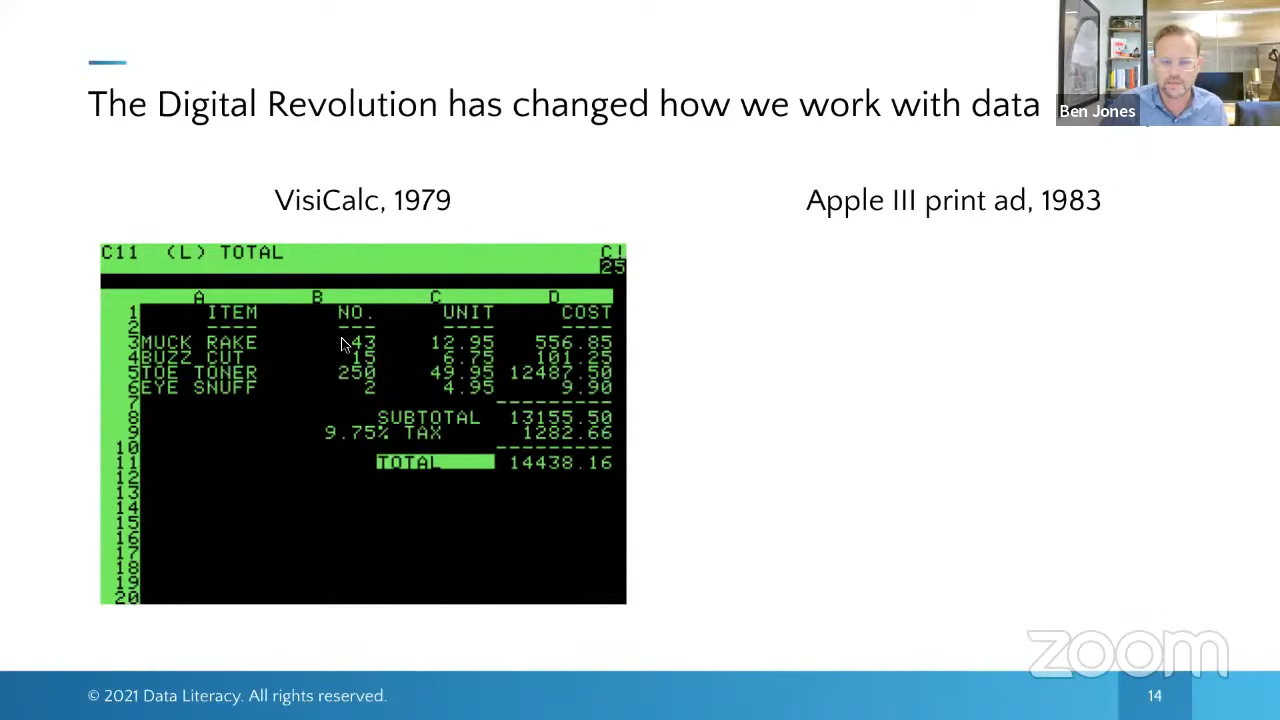 The Digital Revolution has changed how we work with data
Ben Jones
VisiCalc, 1979
Apple III print ad, 1983
C11 (L) TOTAL C!
25
A B C D
1 ITEM NO. UNIT COST
2 ---- --- ---- ----
3 MUCK RAKE 43 12.95 556.85
4 BUZZ CUT 15 6.75 101.25
5 TOE TONER 250 49.95 12487.50
6 EYE SNUFF 2 4.95 9.90
7 ---------
8 SUBTOTAL 13155.50
9 9.75% TAX 1282.66
10 ---------
11 TOTAL 14438.16
12
13
14
15
16
17
18
19
20
zoom
© 2021 Data Literacy. All rights reserved.
14